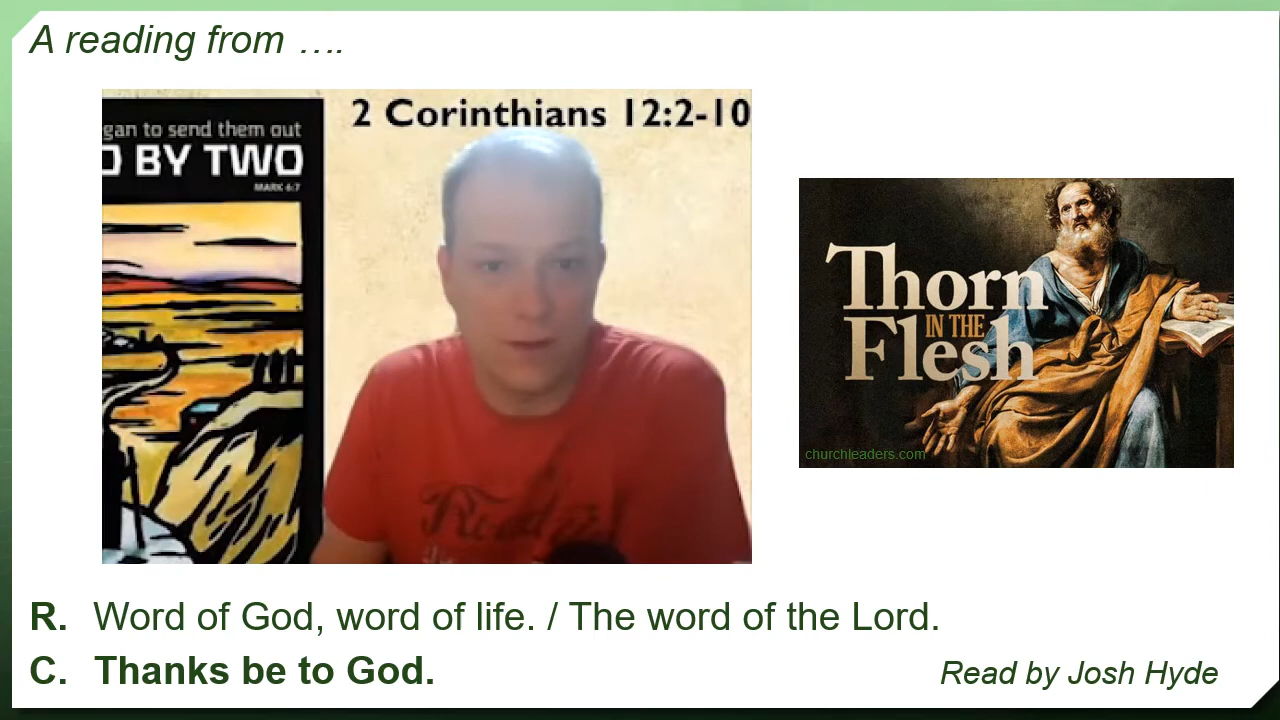 A reading from ….
2 Corinthians 12:2-10
gan to send them out
BY TWO
MARK 6:7
Thorn
IN THE
Flesh
churchleaders.com
R. Word of God, word of life. / The word of the Lord.
C. Thanks be to God.
Read by Josh Hyde